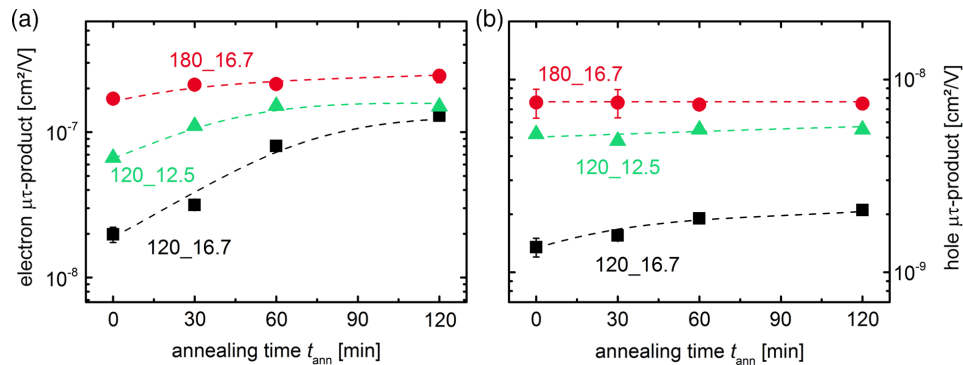 (a)
electron μτ-product [cm²/V]
10⁻⁷
10⁻⁸
180_16.7
120_12.5
120_16.7
0 30 60 90 120
annealing time tₐₙₙ [min]
(b)
180_16.7
120_12.5
120_16.7
0 30 60 90 120
annealing time tₐₙₙ [min]
10⁻⁸
10⁻⁹
hole μτ-product [cm²/V]